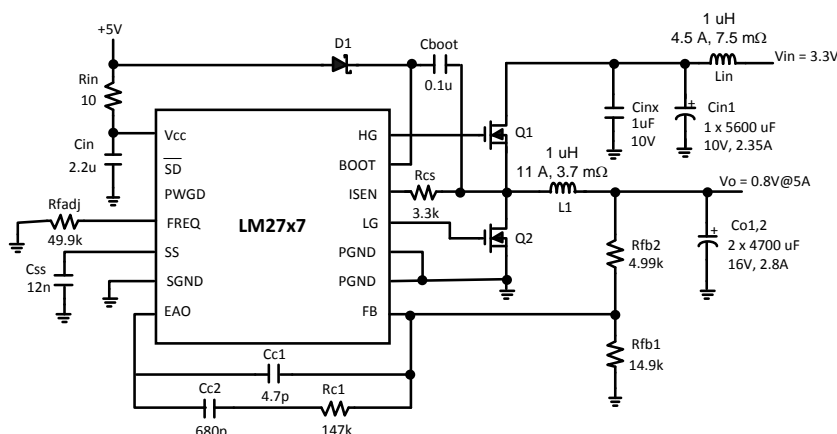 +5V
D1
Cboot
0.1u
1 uH
4.5 A, 7.5 mΩ
Lin
Vin = 3.3V
Rin
10
Cin
2.2u
Cinx
1uF
10V
Cin1
1 x 5600 uF
10V, 2.35A
Vcc
SD
PWGD
FREQ
SS
SGND
EAO
LM27x7
HG
BOOT
ISEN
LG
PGND
PGND
FB
Q1
Q2
Rcs
3.3k
1 uH
11 A, 3.7 mΩ
L1
Vo = 0.8V@5A
Rfadj
49.9k
Css
12n
Rfb2
4.99k
Co1,2
2 x 4700 uF
16V, 2.8A
Rfb1
14.9k
Cc1
4.7p
Cc2
680p
Rc1
147k